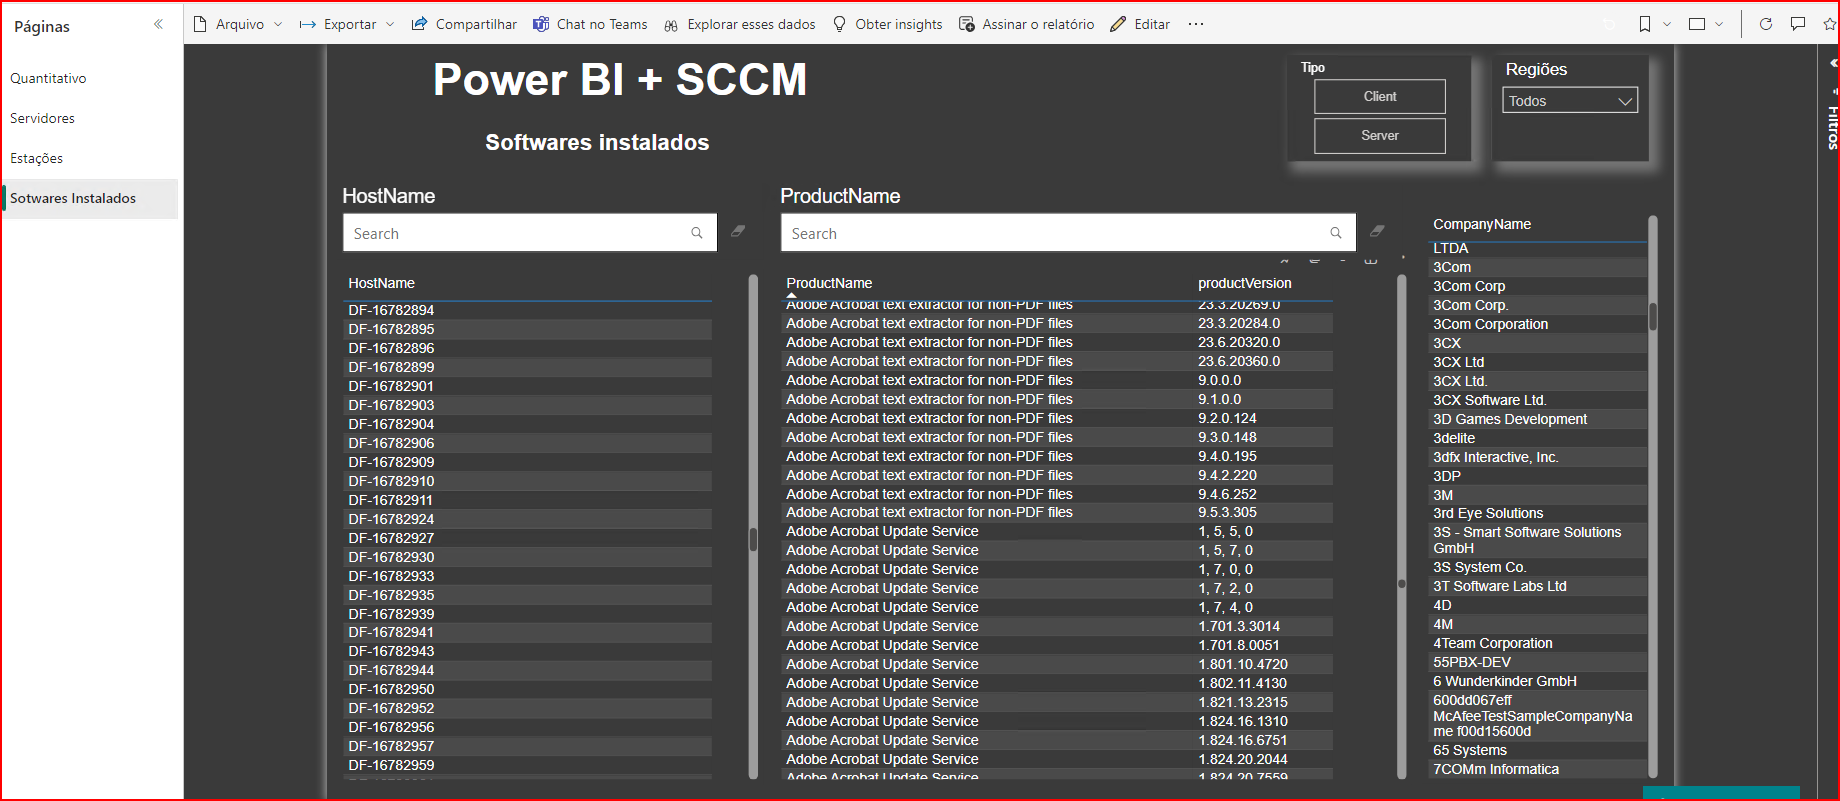 Páginas
Quantitativo
Servidores
Estações
Sotwares Instalados
Arquivo
Exportar
Compartilhar
Chat no Teams
Explorar esses dados
Obter insights
Assinar o relatório
Editar
Power BI + SCCM
Softwares instalados
Tipo
Client
Server
Regiões
Todos
Filtros
HostName
Search
HostName
DF-16782894
DF-16782895
DF-16782896
DF-16782899
DF-16782901
DF-16782903
DF-16782904
DF-16782906
DF-16782909
DF-16782910
DF-16782911
DF-16782924
DF-16782927
DF-16782930
DF-16782933
DF-16782935
DF-16782939
DF-16782941
DF-16782943
DF-16782944
DF-16782950
DF-16782952
DF-16782956
DF-16782957
DF-16782959
ProductName
Search
ProductName productVersion
Adobe Acrobat text extractor for non-PDF files 23.3.20269.0
Adobe Acrobat text extractor for non-PDF files 23.3.20284.0
Adobe Acrobat text extractor for non-PDF files 23.6.20320.0
Adobe Acrobat text extractor for non-PDF files 23.6.20360.0
Adobe Acrobat text extractor for non-PDF files 9.0.0.0
Adobe Acrobat text extractor for non-PDF files 9.1.0.0
Adobe Acrobat text extractor for non-PDF files 9.2.0.124
Adobe Acrobat text extractor for non-PDF files 9.3.0.148
Adobe Acrobat text extractor for non-PDF files 9.4.0.195
Adobe Acrobat text extractor for non-PDF files 9.4.2.220
Adobe Acrobat text extractor for non-PDF files 9.4.6.252
Adobe Acrobat text extractor for non-PDF files 9.5.3.305
Adobe Acrobat Update Service 1, 5, 5, 0
Adobe Acrobat Update Service 1, 5, 7, 0
Adobe Acrobat Update Service 1, 7, 0, 0
Adobe Acrobat Update Service 1, 7, 2, 0
Adobe Acrobat Update Service 1, 7, 4, 0
Adobe Acrobat Update Service 1.701.3.3014
Adobe Acrobat Update Service 1.701.8.0051
Adobe Acrobat Update Service 1.801.10.4720
Adobe Acrobat Update Service 1.802.11.4130
Adobe Acrobat Update Service 1.821.13.2315
Adobe Acrobat Update Service 1.824.16.1310
Adobe Acrobat Update Service 1.824.16.6751
Adobe Acrobat Update Service 1.824.20.2044
Adobe Acrobat Update Service 1.824.20.7559
CompanyName
LTDA
3Com
3Com Corp
3Com Corp.
3Com Corporation
3CX
3CX Ltd
3CX Ltd.
3CX Software Ltd.
3D Games Development
3delite
3dfx Interactive, Inc.
3DP
3M
3rd Eye Solutions
3S - Smart Software Solutions
GmbH
3S System Co.
3T Software Labs Ltd
4D
4M
4Team Corporation
55PBX-DEV
6 Wunderkinder GmbH
600dd067eff
McAfeeTestSampleCompanyNa
me f00d15600d
65 Systems
7COMm Informatica